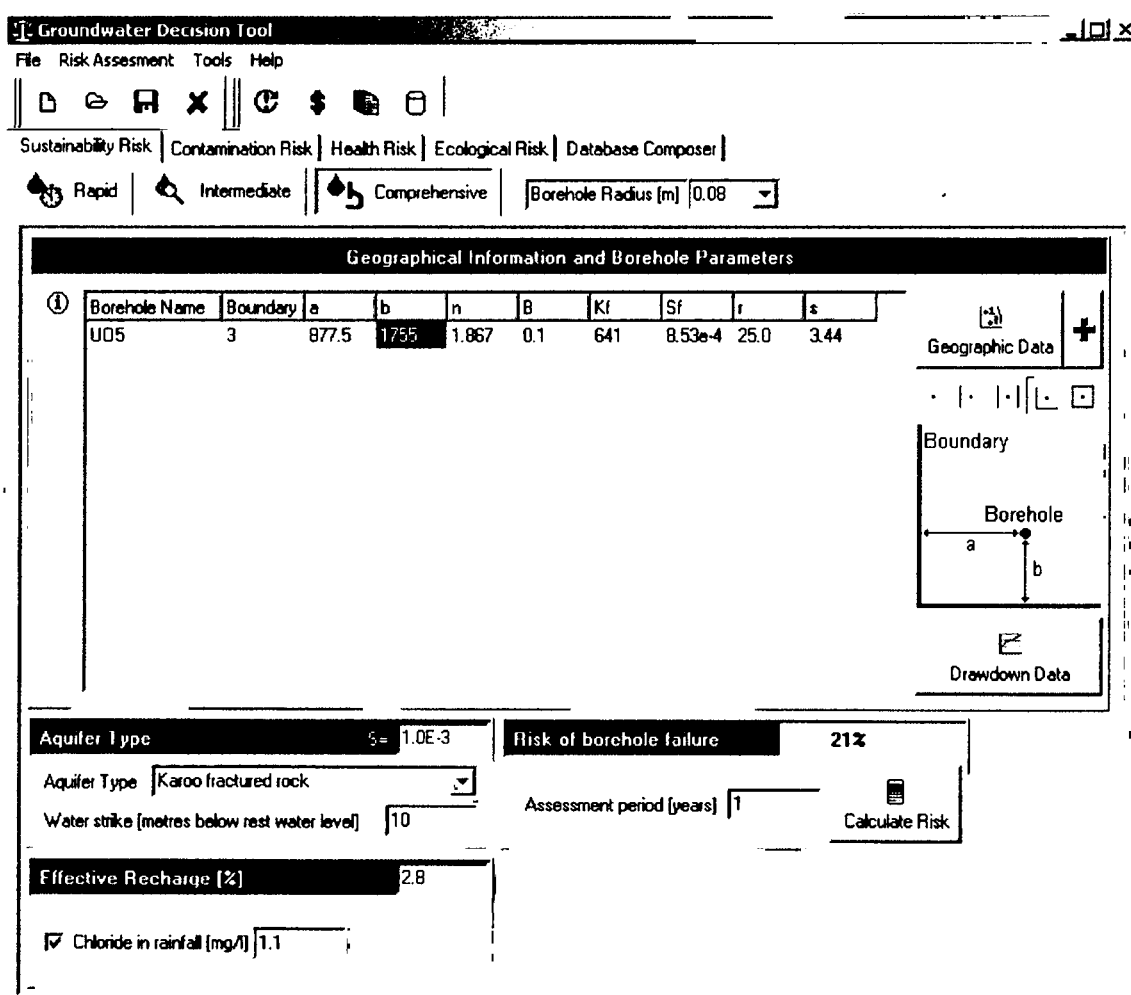 Groundwater Decision Tool
File Risk Assesment Tools Help
Sustainability Risk Contamination Risk Health Risk Ecological Risk Database Composer
Rapid Intermediate Comprehensive Borehole Radius [m] 0.08
Geographical Information and Borehole Parameters
Borehole Name Boundary a b n B Kf Sf r s
UO5 3 877.5 1755 1.867 0.1 641 8.53e-4 25.0 3.44
Geographic Data
Boundary
Borehole
a
b
Drawdown Data
Aquifer Type S= 1.0E-3
Risk of borehole failure 21%
Aquifer Type Karoo fractured rock
Water strike [metres below rest water level] 10
Assessment period [years] 1
Calculate Risk
Effective Recharge [%] 2.8
Chloride in rainfall [mg/l] 1.1